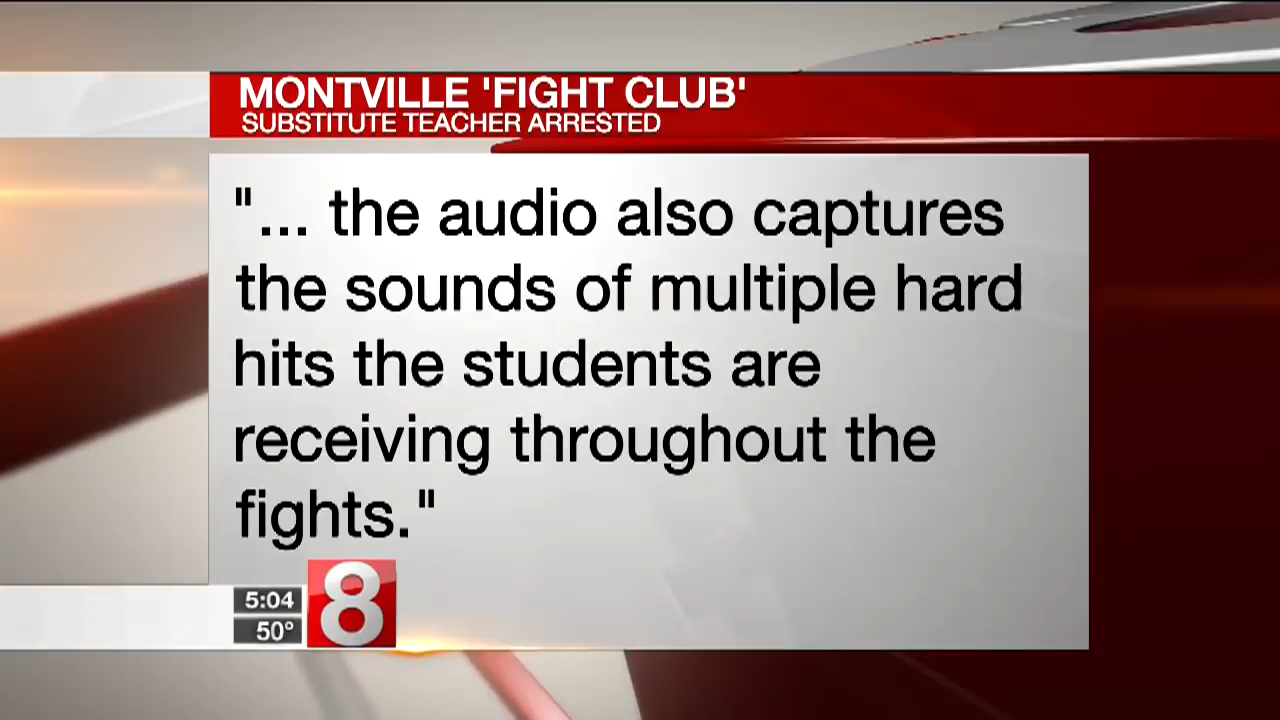 MONTVILLE 'FIGHT CLUB'
SUBSTITUTE TEACHER ARRESTED
"... the audio also captures
the sounds of multiple hard
hits the students are
receiving throughout the
fights."
5:04
50°
8